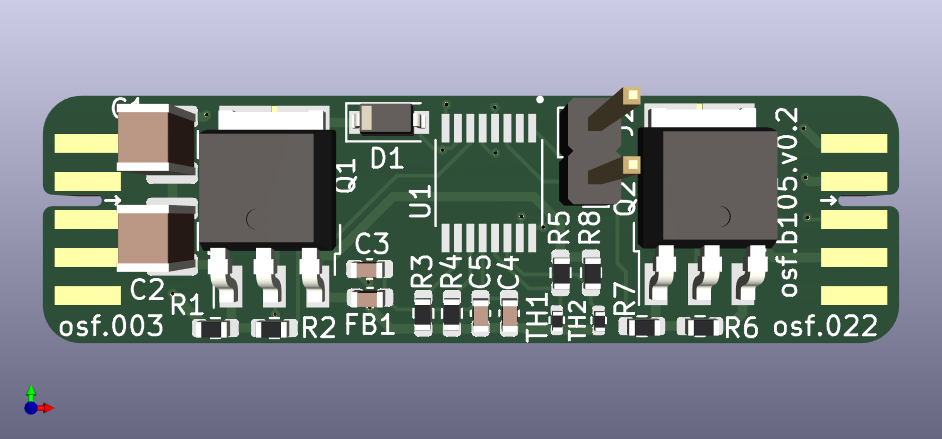 C1
D1
J2
Q1
U1
Q2
osf.b105.v0.2
R5
R8
C3
R3
R4
C5
C4
C2
R1
TH1
TH2
R7
osf.003
R2
FB1
R6
osf.022